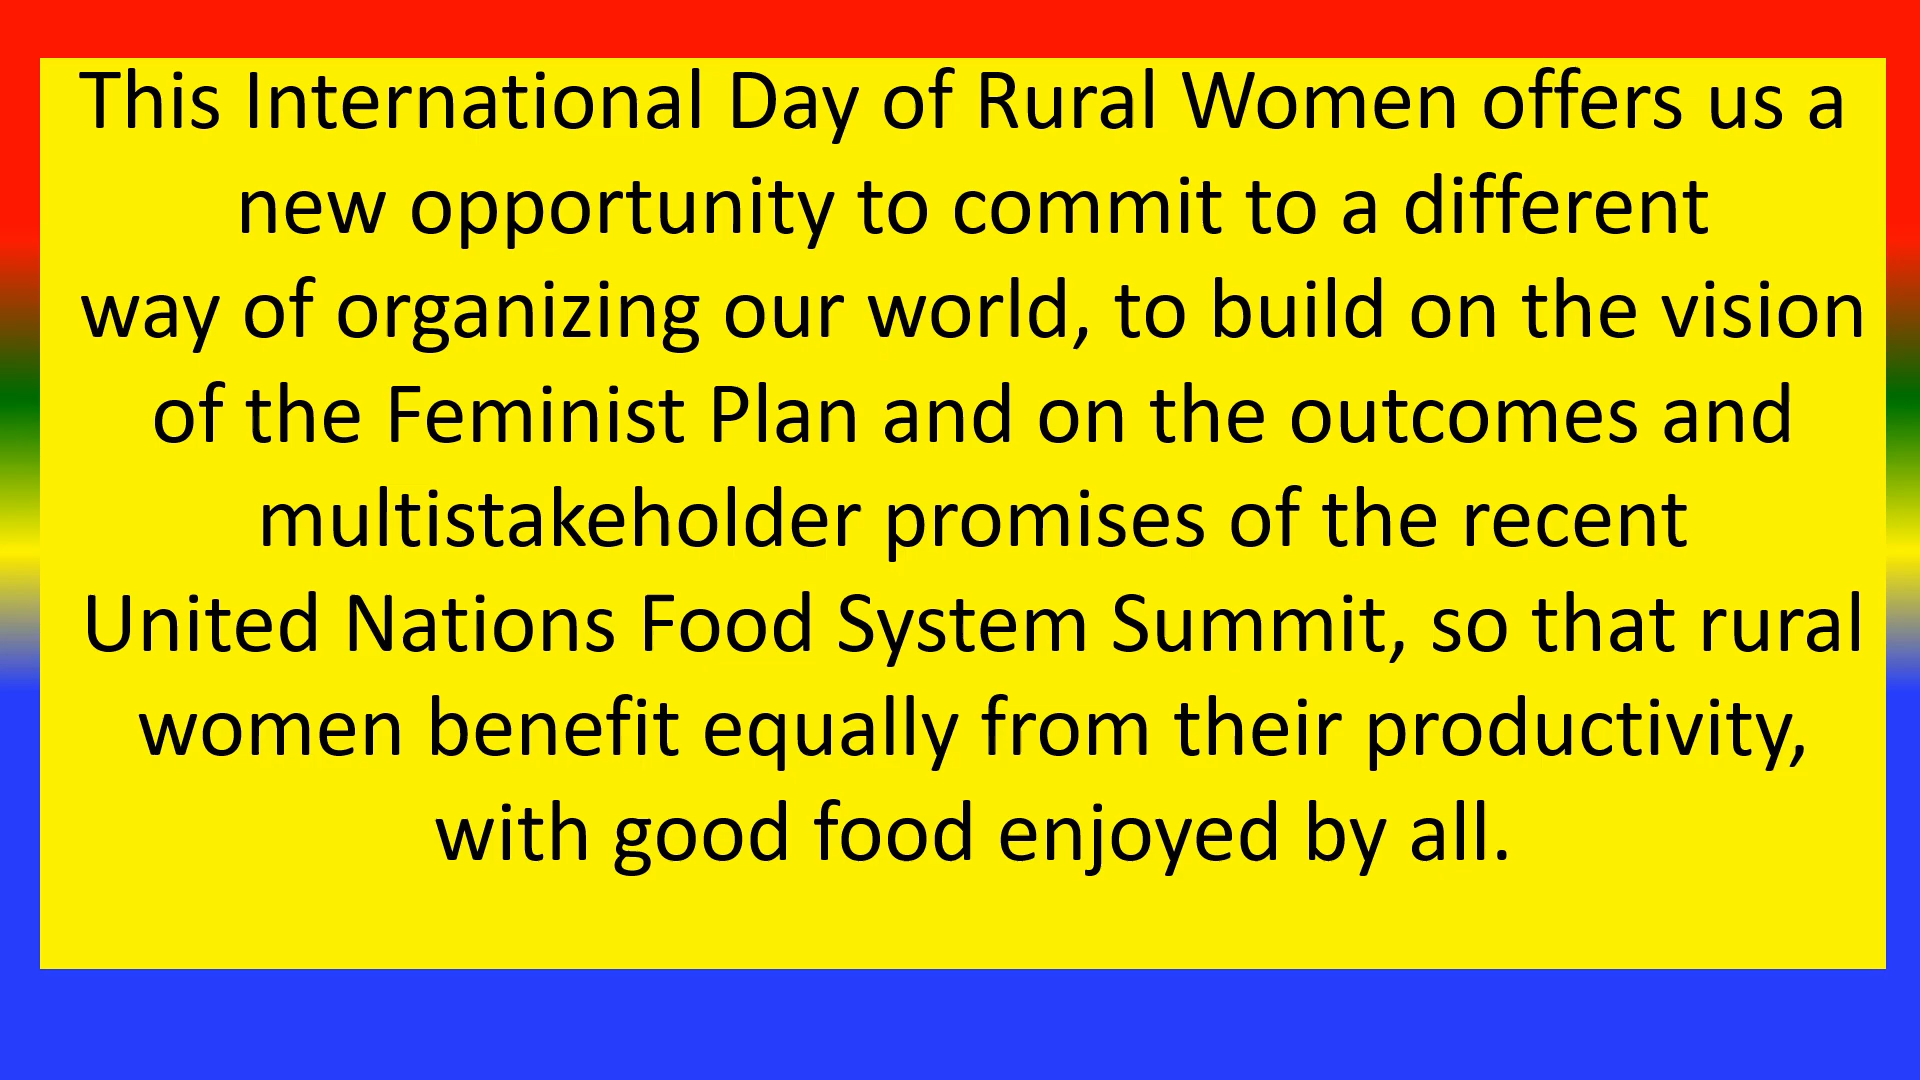 This International Day of Rural Women offers us a
new opportunity to commit to a different
way of organizing our world, to build on the vision
of the Feminist Plan and on the outcomes and
multistakeholder promises of the recent
United Nations Food System Summit, so that rural
women benefit equally from their productivity,
with good food enjoyed by all.